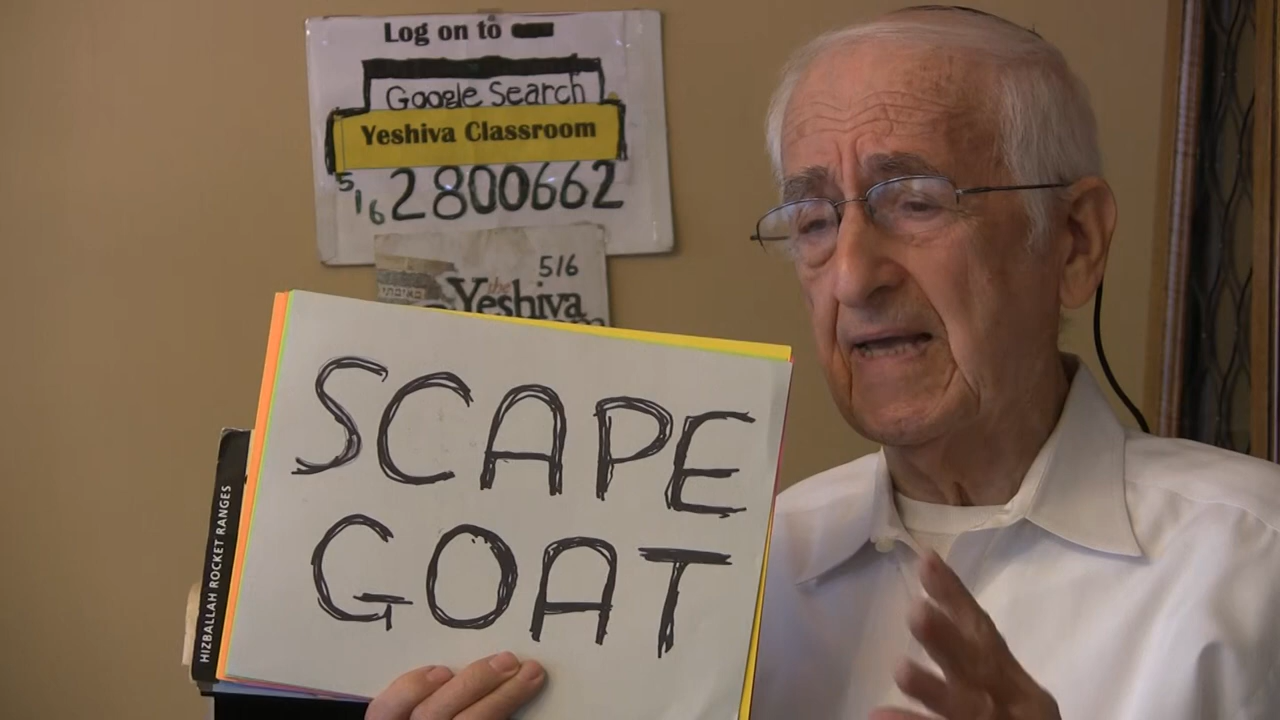 Log on to
Google Search
Yeshiva Classroom
516 2800662
516
the
Yeshiva
SCAPE
GOAT
HIZBALLAH ROCKET RANGES